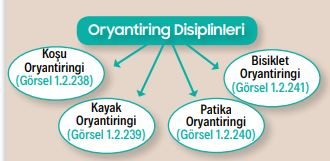 Oryantiring Disiplinleri
Koşu
Oryantiringi
(Görsel 1.2.238)
Kayak
Oryantiringi
(Görsel 1.2.239)
Patika
Oryantiringi
(Görsel 1.2.240)
Bisiklet
Oryantiringi
(Görsel 1.2.241)